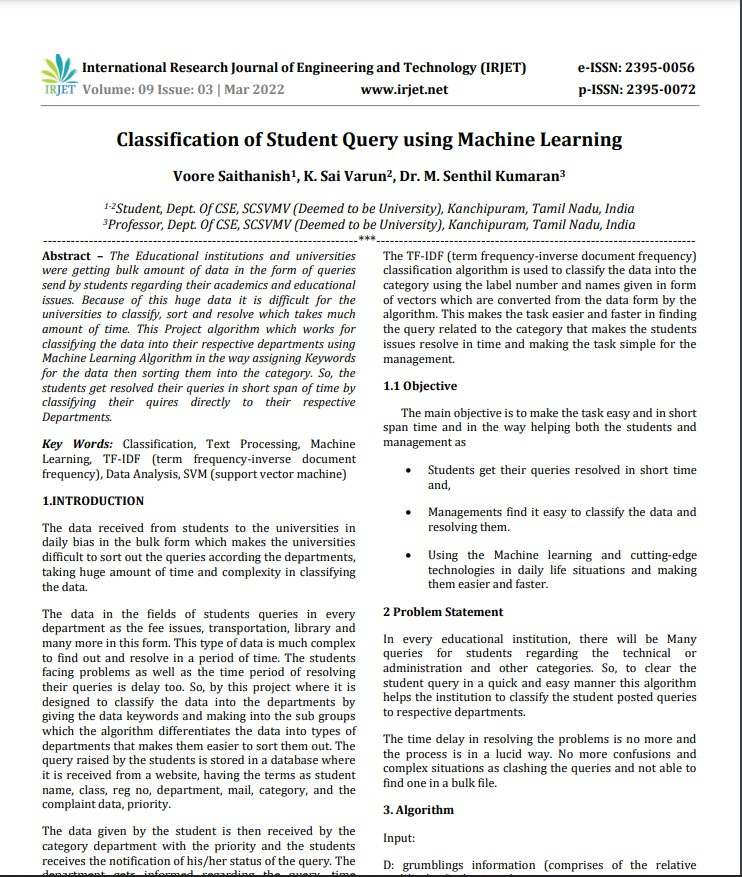 International Research Journal of Engineering and Technology (IRJET) e-ISSN: 2395-0056
IRJET Volume: 09 Issue: 03 | Mar 2022 www.irjet.net p-ISSN: 2395-0072
Classification of Student Query using Machine Learning
Voore Saithanish1, K. Sai Varun2, Dr. M. Senthil Kumaran3
1-2Student, Dept. Of CSE, SCSVMV (Deemed to be University), Kanchipuram, Tamil Nadu, India
3Professor, Dept. Of CSE, SCSVMV (Deemed to be University), Kanchipuram, Tamil Nadu, India
---------------------------------------------------------------------***---------------------------------------------------------------------
Abstract – The Educational institutions and universities
were getting bulk amount of data in the form of queries
send by students regarding their academics and educational
issues. Because of this huge data it is difficult for the
universities to classify, sort and resolve which takes much
amount of time. This Project algorithm which works for
classifying the data into their respective departments using
Machine Learning Algorithm in the way assigning Keywords
for the data then sorting them into the category. So, the
students get resolved their queries in short span of time by
classifying their quires directly to their respective
Departments.
Key Words: Classification, Text Processing, Machine
Learning, TF-IDF (term frequency-inverse document
frequency), Data Analysis, SVM (support vector machine)
1.INTRODUCTION
The data received from students to the universities in
daily bias in the bulk form which makes the universities
difficult to sort out the queries according the departments,
taking huge amount of time and complexity in classifying
the data.
The data in the fields of students queries in every
department as the fee issues, transportation, library and
many more in this form. This type of data is much complex
to find out and resolve in a period of time. The students
facing problems as well as the time period of resolving
their queries is delay too. So, by this project where it is
designed to classify the data into the departments by
giving the data keywords and making into the sub groups
which the algorithm differentiates the data into types of
departments that makes them easier to sort them out. The
query raised by the students is stored in a database where
it is received from a website, having the terms as student
name, class, reg no, department, mail, category, and the
complaint data, priority.
The data given by the student is then received by the
category department with the priority and the students
receives the notification of his/her status of the query. The
department gets informed regarding the query, time
The TF-IDF (term frequency-inverse document frequency)
classification algorithm is used to classify the data into the
category using the label number and names given in form
of vectors which are converted from the data form by the
algorithm. This makes the task easier and faster in finding
the query related to the category that makes the students
issues resolve in time and making the task simple for the
management.
1.1 Objective
The main objective is to make the task easy and in short
span time and in the way helping both the students and
management as
• Students get their queries resolved in short time
and,
• Managements find it easy to classify the data and
resolving them.
• Using the Machine learning and cutting-edge
technologies in daily life situations and making
them easier and faster.
2 Problem Statement
In every educational institution, there will be Many
queries for students regarding the technical or
administration and other categories. So, to clear the
student query in a quick and easy manner this algorithm
helps the institution to classify the student posted queries
to respective departments.
The time delay in resolving the problems is no more and
the process in a lucid way. No more confusions and
complex situations as clashing the queries and not able to
find one in a bulk file.
3. Algorithm
Input:
D: grumblings information (comprises of the relative